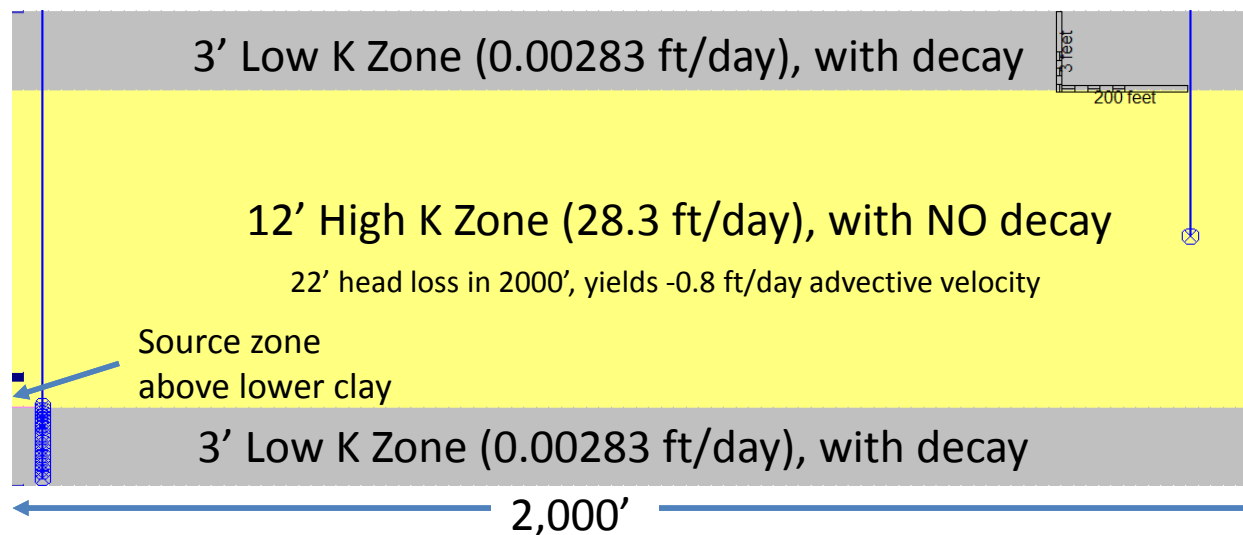 3’ Low K Zone (0.00283 ft/day), with decay
3 feet
200 feet
12’ High K Zone (28.3 ft/day), with NO decay
22’ head loss in 2000’, yields -0.8 ft/day advective velocity
Source zone
above lower clay
3’ Low K Zone (0.00283 ft/day), with decay
2,000’